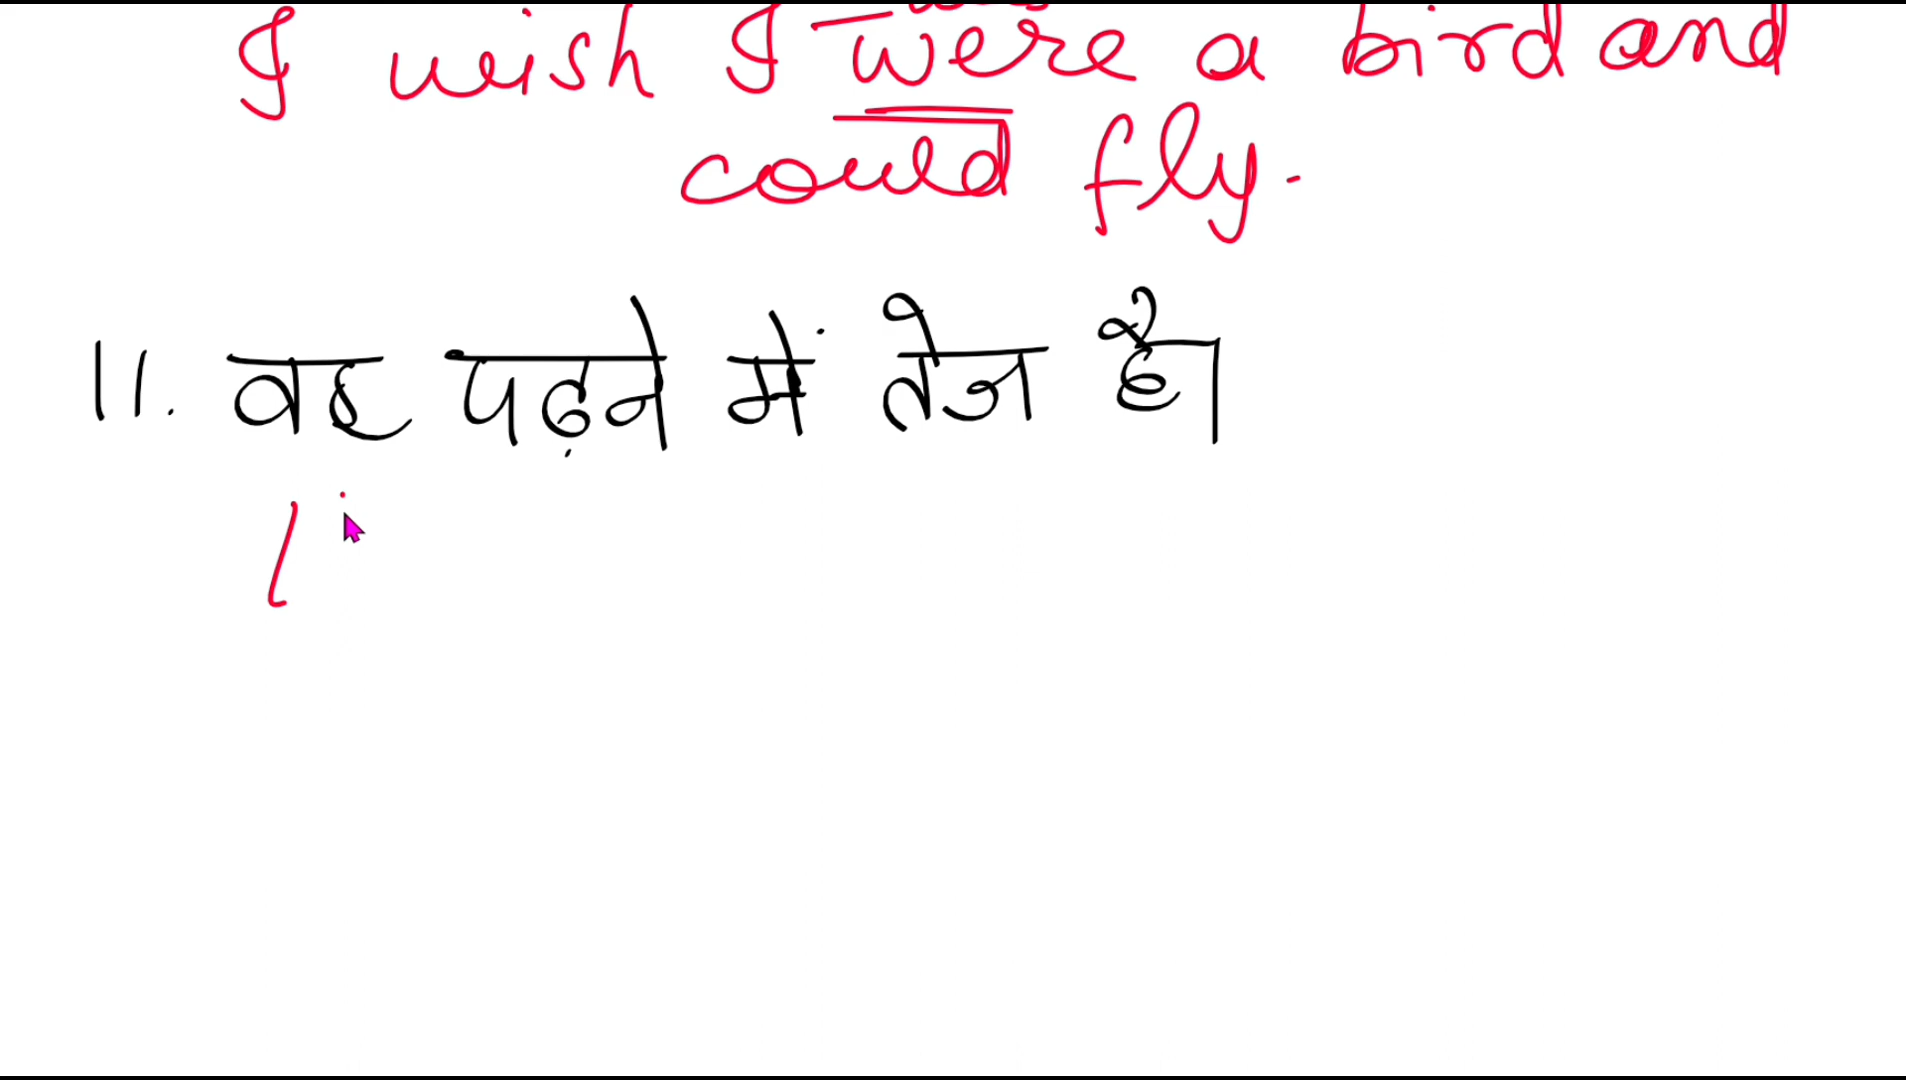 I wish I were a bird and
could fly.
11. वह पढ़ने में तेज है।